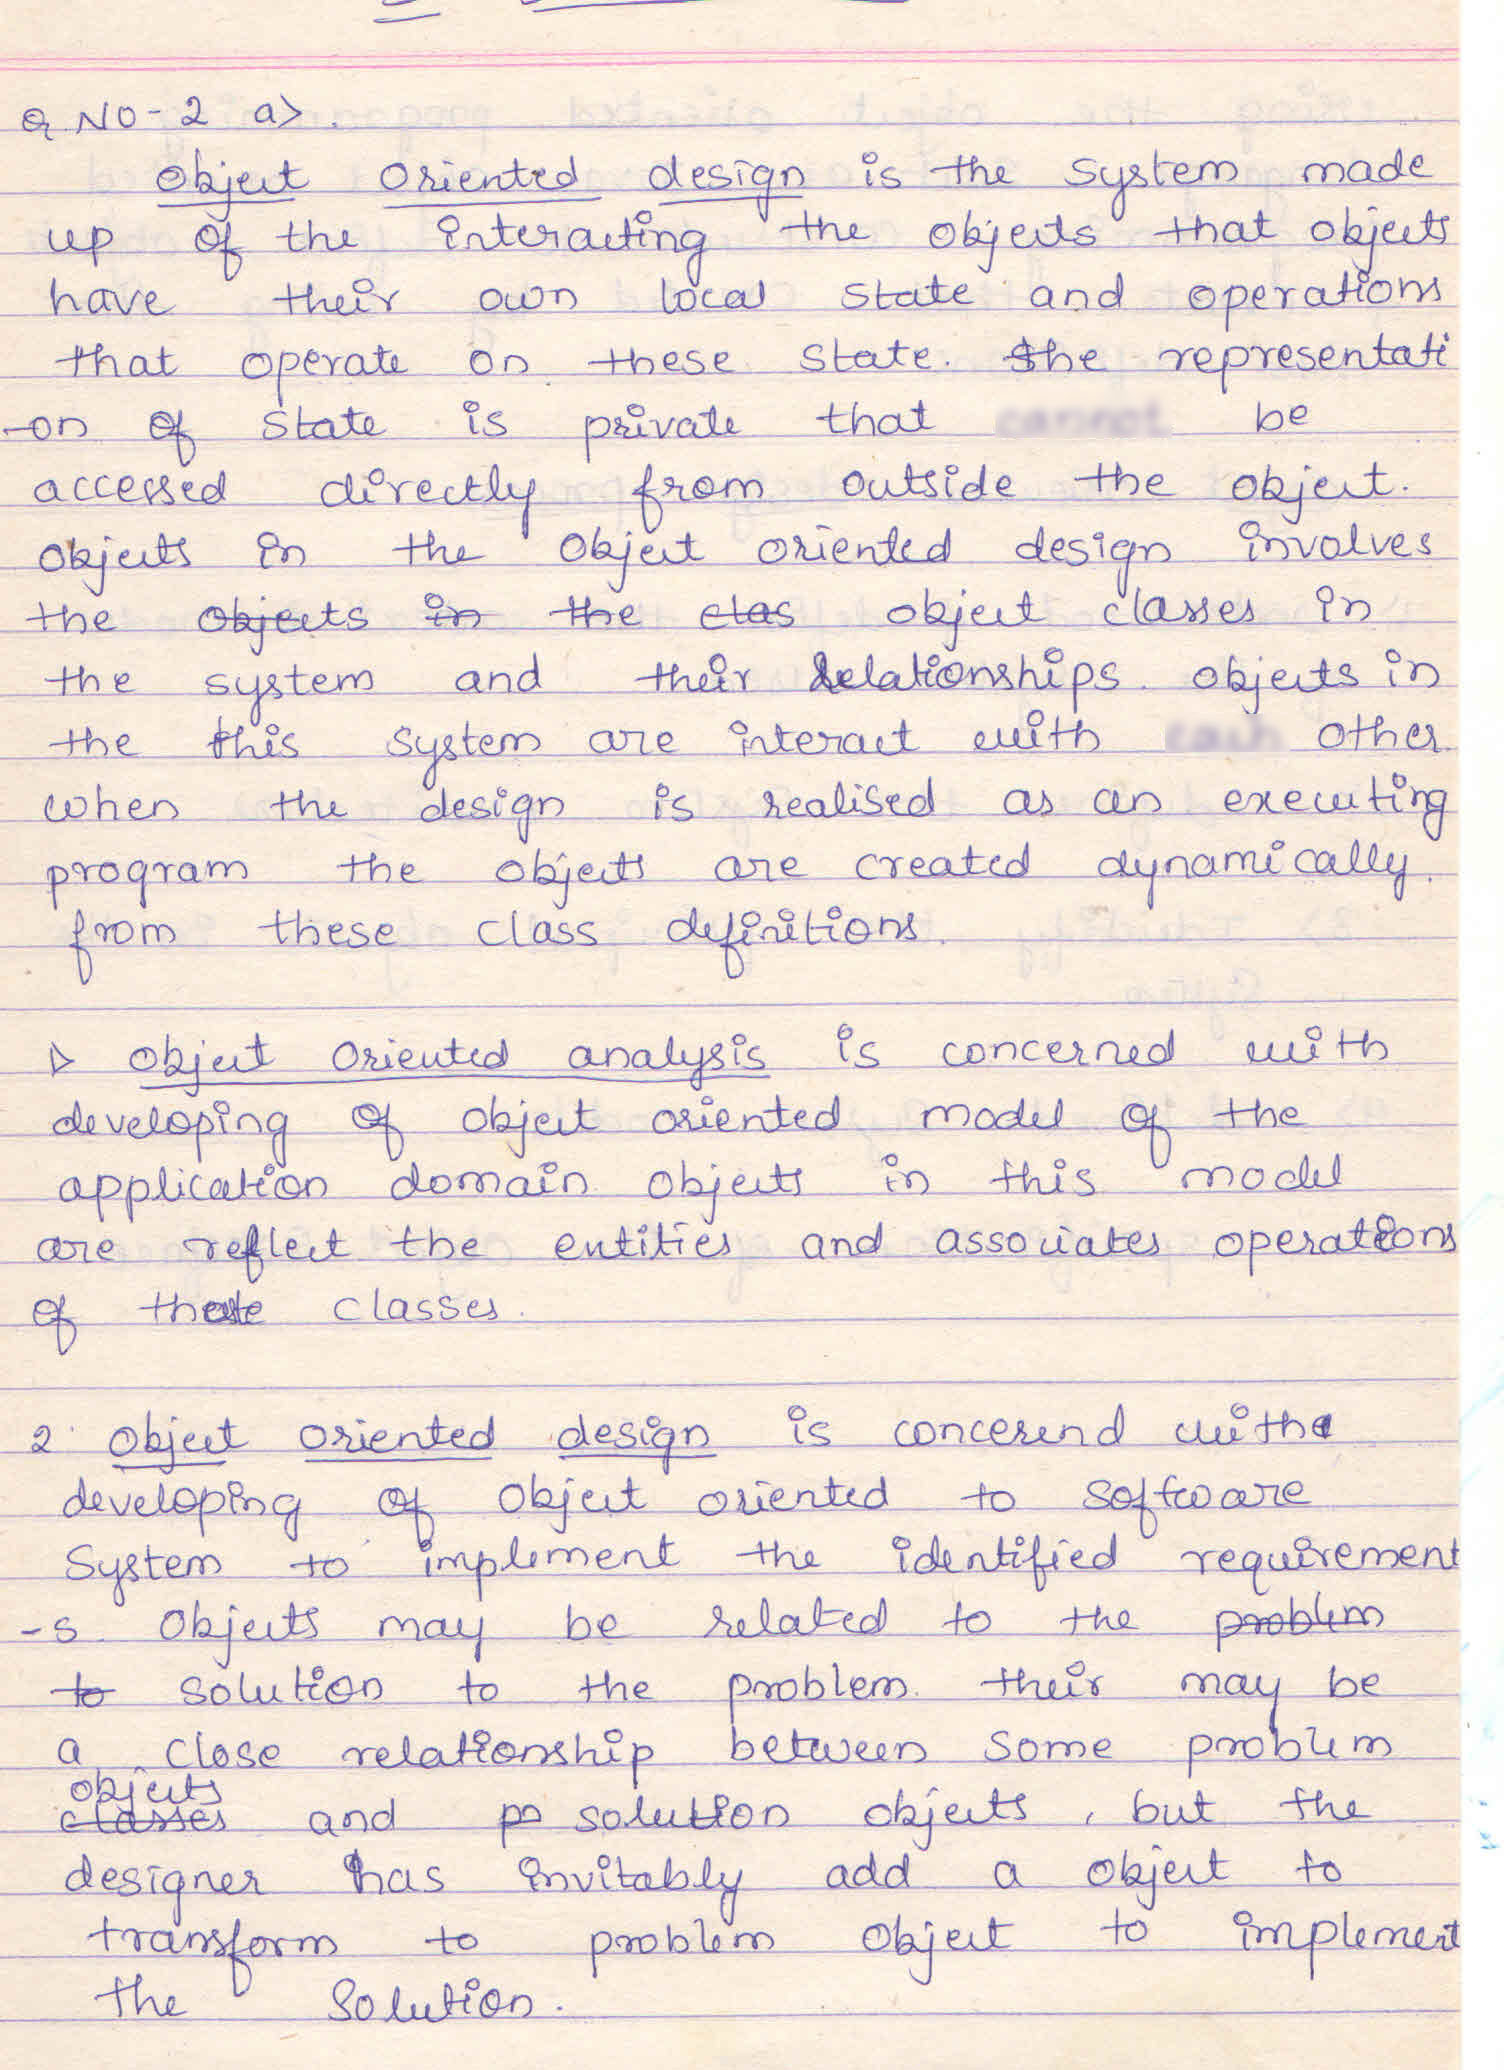 Q NO-2 a>.
Object oriented design is the system made
up of the interacting the objects that objects
have their own local state and operations
that operate on these state. The representati
-on of state is private that be
accessed directly from outside the object.
Objects in the object oriented design involves
the objects in the clas object classes in
the system and their Relationships. objects in
the this system are interact with other.
when the design is realised as an executing
program the objects are created dynamically.
from these class definitions.
1> object oriented analysis is concerned with
developing of object oriented model of the
application domain. objects in this model
are reflect the entities and associates operations
of these classes.
2. object oriented design is concerend with
developing of object oriented to software
System to implement the identified requirement
-s. Objects may be related to the problem
to solution to the problem. their may be
a close relationship between some problem
objects
classes and po solution objects, but the
designer has invitably add a object to
transform to problem object to implement
the solution.